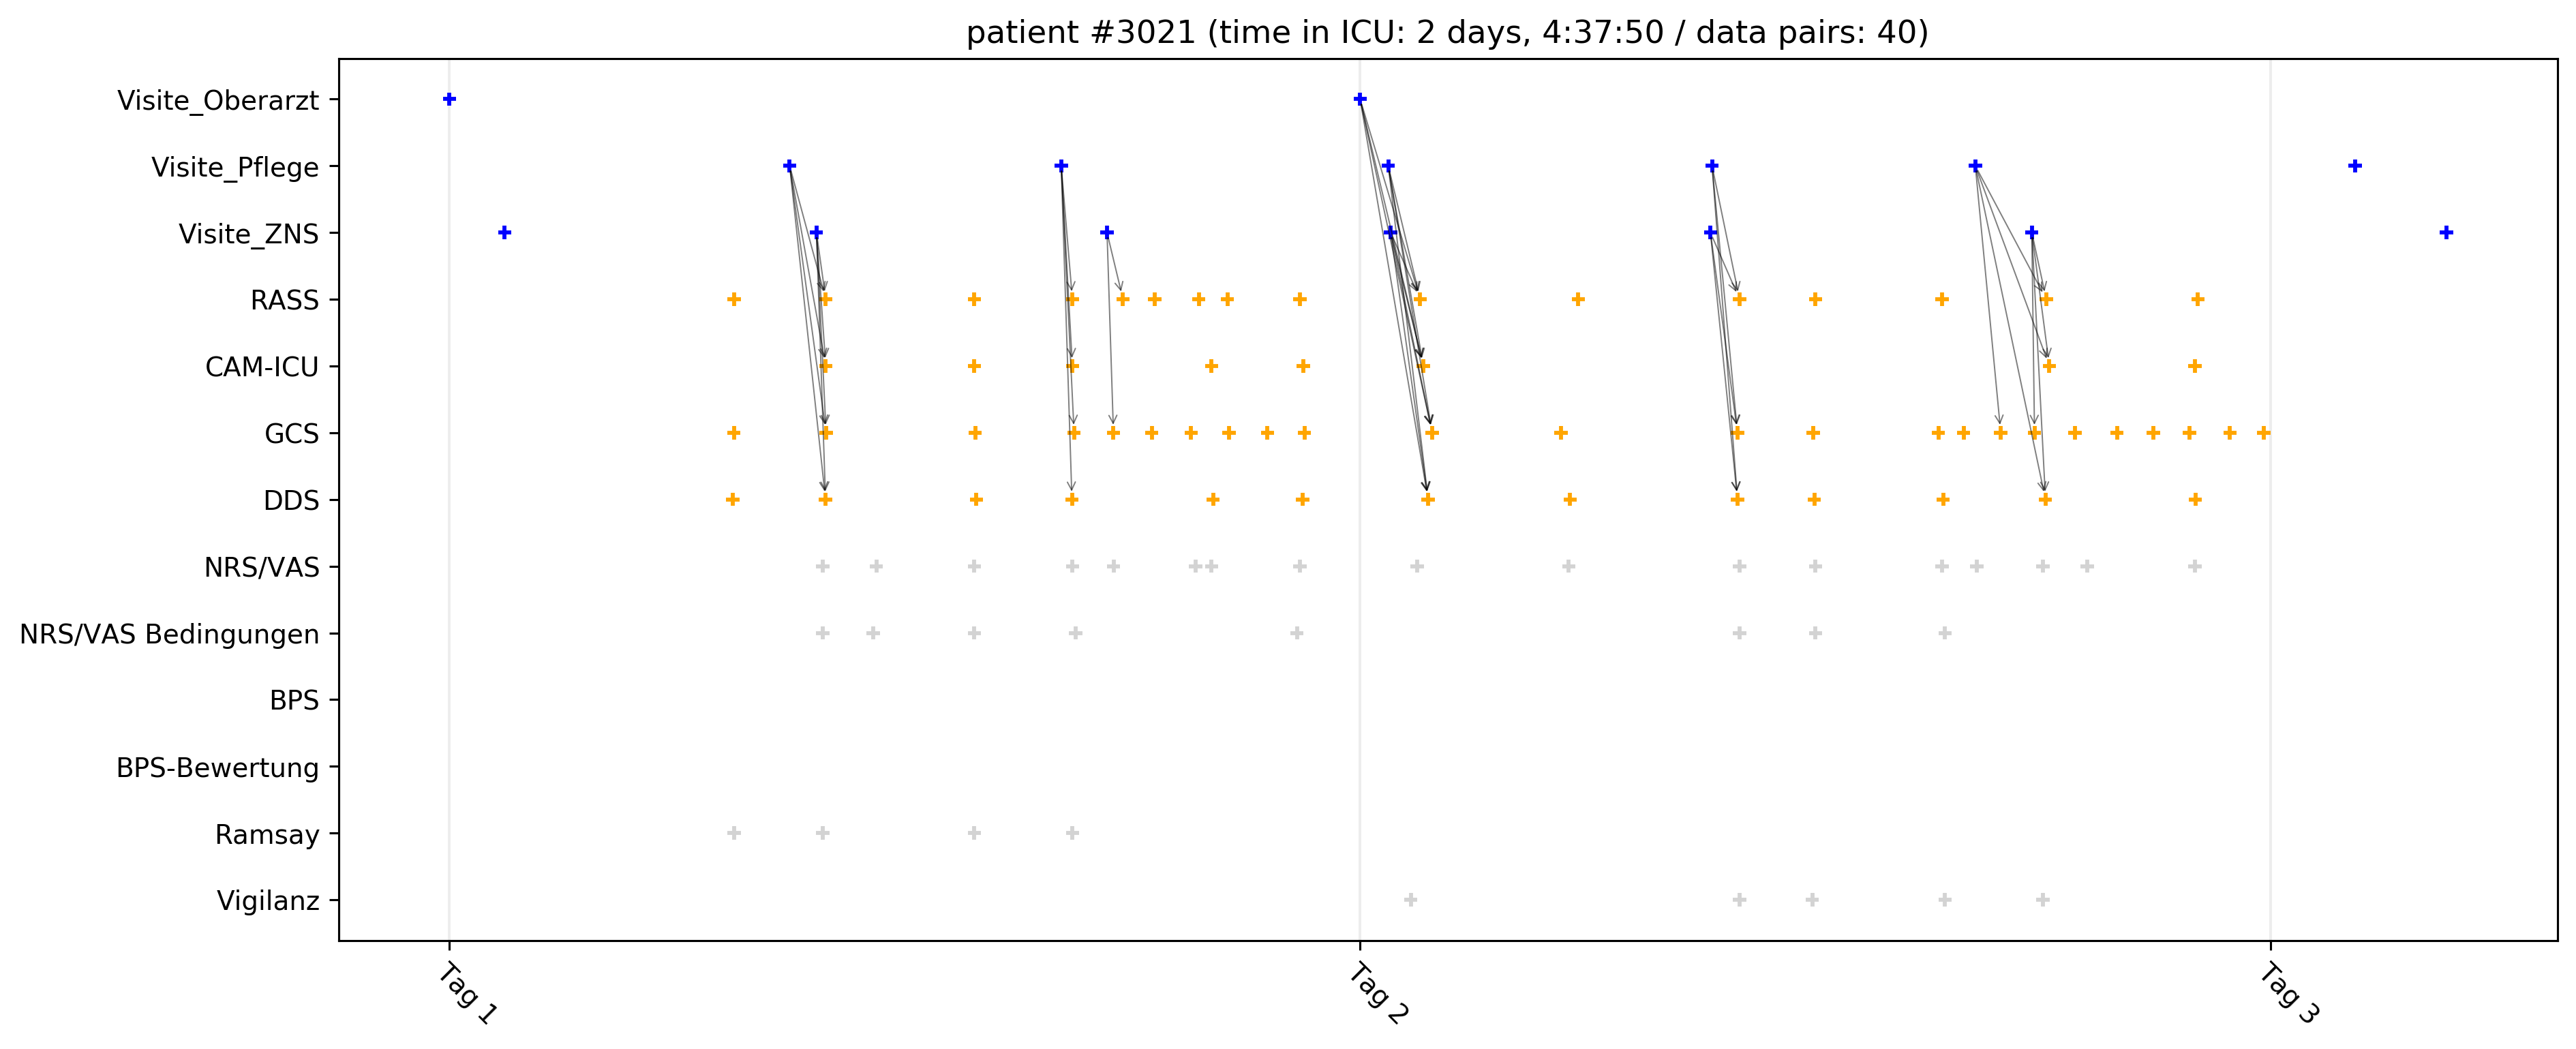 patient #3021 (time in ICU: 2 days, 4:37:50 / data pairs: 40)
Visite_Oberarzt
Visite_Pflege
Visite_ZNS
RASS
CAM-ICU
GCS
DDS
NRS/VAS
NRS/VAS Bedingungen
BPS
BPS-Bewertung
Ramsay
Vigilanz
Tag 1
Tag 2
Tag 3